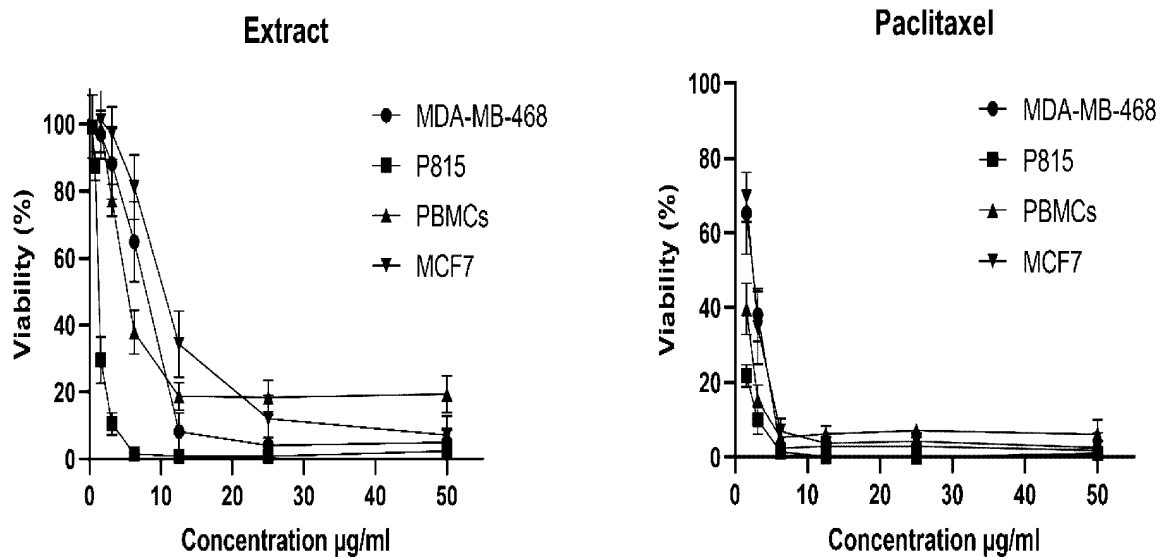 Extract
MDA-MB-468
P815
PBMCs
MCF7
Viability (%)
100
80
60
40
20
0
0 10 20 30 40 50
Concentration µg/ml
Paclitaxel
MDA-MB-468
P815
PBMCs
MCF7
Viability (%)
100
80
60
40
20
0
0 10 20 30 40 50
Concentration µg/ml